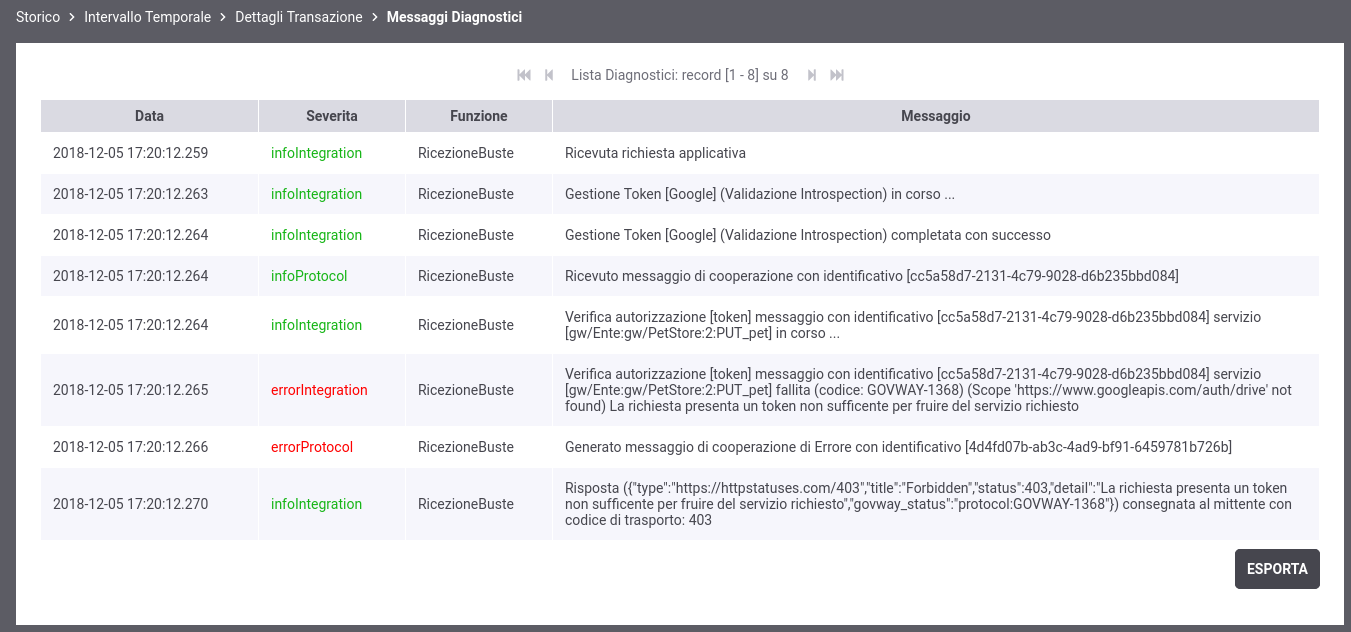 Storico > Intervallo Temporale > Dettagli Transazione > Messaggi Diagnostici
Lista Diagnostici: record [1 - 8] su 8
Data Severita Funzione Messaggio
2018-12-05 17:20:12.259 infoIntegration RicezioneBuste Ricevuta richiesta applicativa
2018-12-05 17:20:12.263 infoIntegration RicezioneBuste Gestione Token [Google] (Validazione Introspection) in corso ...
2018-12-05 17:20:12.264 infoIntegration RicezioneBuste Gestione Token [Google] (Validazione Introspection) completata con successo
2018-12-05 17:20:12.264 infoProtocol RicezioneBuste Ricevuto messaggio di cooperazione con identificativo [cc5a58d7-2131-4c79-9028-d6b235bbd084]
2018-12-05 17:20:12.264 infoIntegration RicezioneBuste Verifica autorizzazione [token] messaggio con identificativo [cc5a58d7-2131-4c79-9028-d6b235bbd084] servizio
[gw/Ente:gw/PetStore:2:PUT_pet] in corso ...
2018-12-05 17:20:12.265 errorIntegration RicezioneBuste Verifica autorizzazione [token] messaggio con identificativo [cc5a58d7-2131-4c79-9028-d6b235bbd084] servizio
[gw/Ente:gw/PetStore:2:PUT_pet] fallita (codice: GOVWAY-1368) (Scope 'https://www.googleapis.com/auth/drive' not
found) La richiesta presenta un token non sufficente per fruire del servizio richiesto
2018-12-05 17:20:12.266 errorProtocol RicezioneBuste Generato messaggio di cooperazione di Errore con identificativo [4d4fd07b-ab3c-4ad9-bf91-6459781b726b]
2018-12-05 17:20:12.270 infoIntegration RicezioneBuste Risposta ({"type":"https://httpstatuses.com/403","title":"Forbidden","status":403,"detail":"La richiesta presenta un token
non sufficente per fruire del servizio richiesto","govway_status":"protocol:GOVWAY-1368"}) consegnata al mittente con
codice di trasporto: 403
ESPORTA